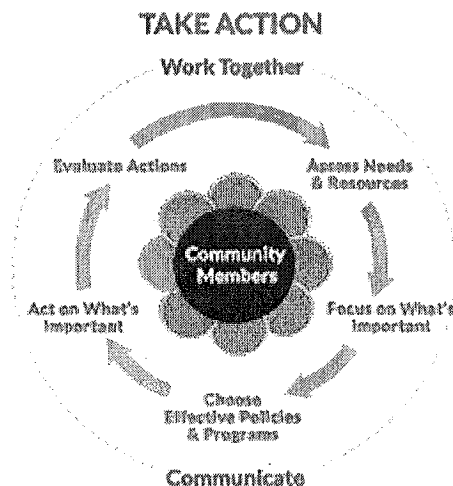 TAKE ACTION
Work Together
Evaluate Actions
Assess Needs
& Resources
Community
Members
Act on What's
Important
Focus on What's
Important
Choose
Effective Policies
& Programs
Communicate